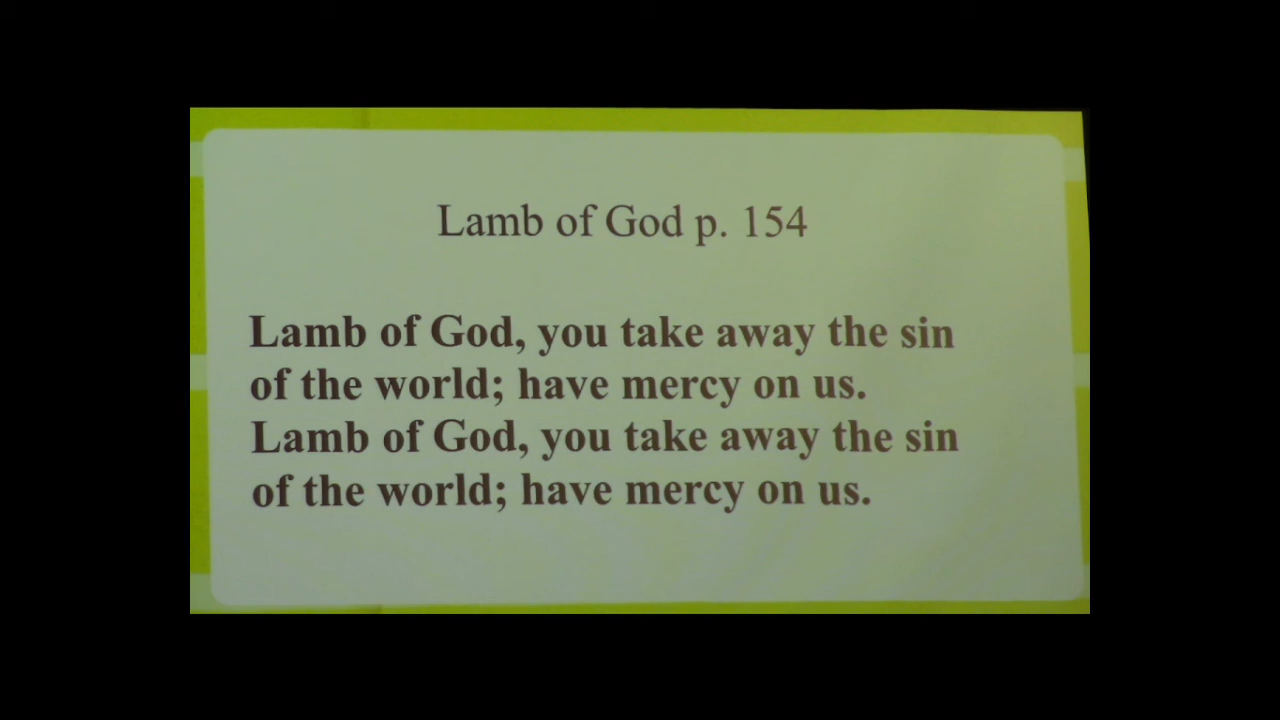 Lamb of God p. 154
Lamb of God, you take away the sin
of the world; have mercy on us.
Lamb of God, you take away the sin
of the world; have mercy on us.